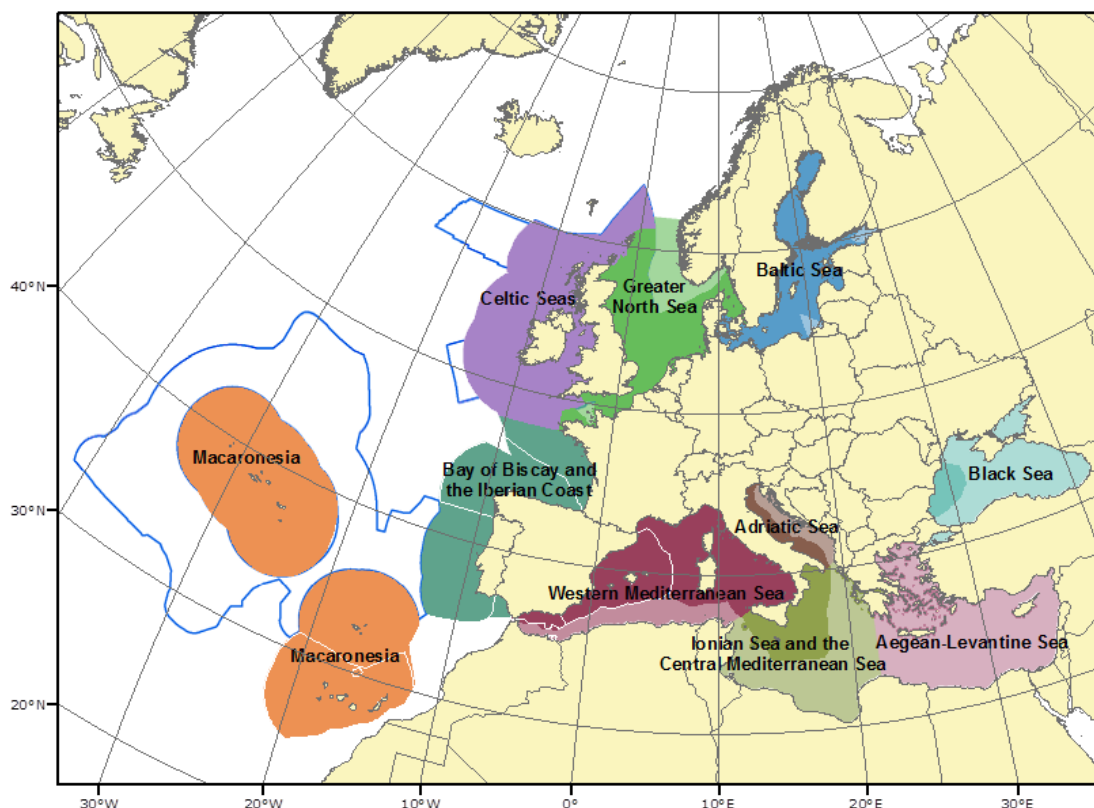 Celtic Seas
Greater
North Sea
Baltic Sea
40°N
Macaronesia
Bay of Biscay and
the Iberian Coast
Black Sea
30°N
Adriatic Sea
Western Mediterranean Sea
Ionian Sea and the
Central Mediterranean Sea
Aegean-Levantine Sea
Macaronesia
20°N
30°W
20°W
10°W
0°
10°E
20°E
30°E